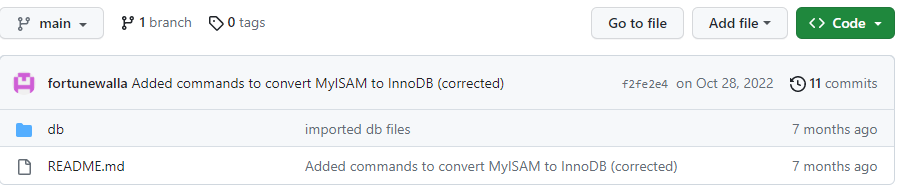 main 1 branch 0 tags Go to file Add file <> Code
fortunewalla Added commands to convert MyISAM to InnoDB (corrected) f2fe2e4 on Oct 28, 2022 11 commits
db imported db files 7 months ago
README.md Added commands to convert MyISAM to InnoDB (corrected) 7 months ago